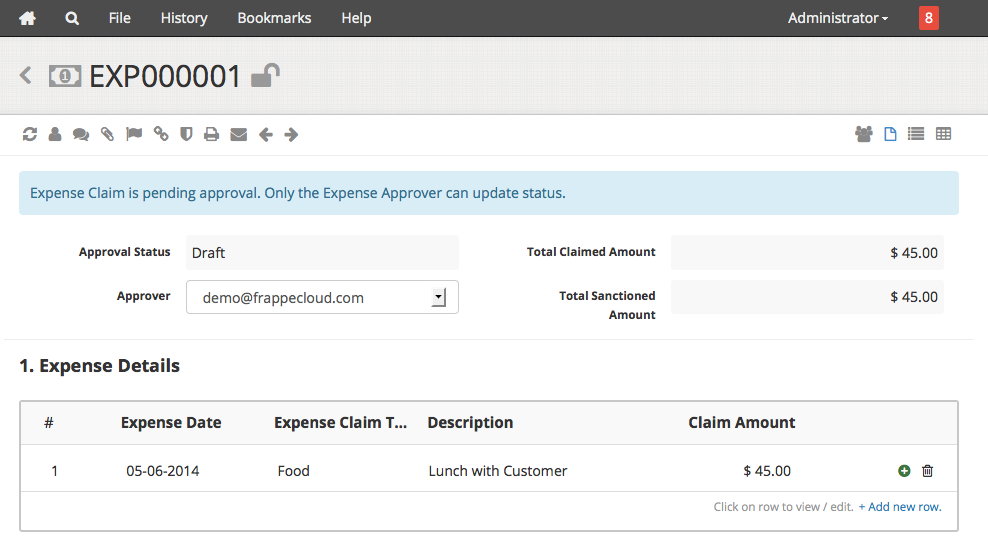 File History Bookmarks Help Administrator 8
EXP000001
Expense Claim is pending approval. Only the Expense Approver can update status.
Approval Status Draft Total Claimed Amount $ 45.00
Approver demo@frappecloud.com Total Sanctioned Amount $ 45.00
1. Expense Details
# Expense Date Expense Claim T... Description Claim Amount
1 05-06-2014 Food Lunch with Customer $ 45.00
Click on row to view / edit. + Add new row.